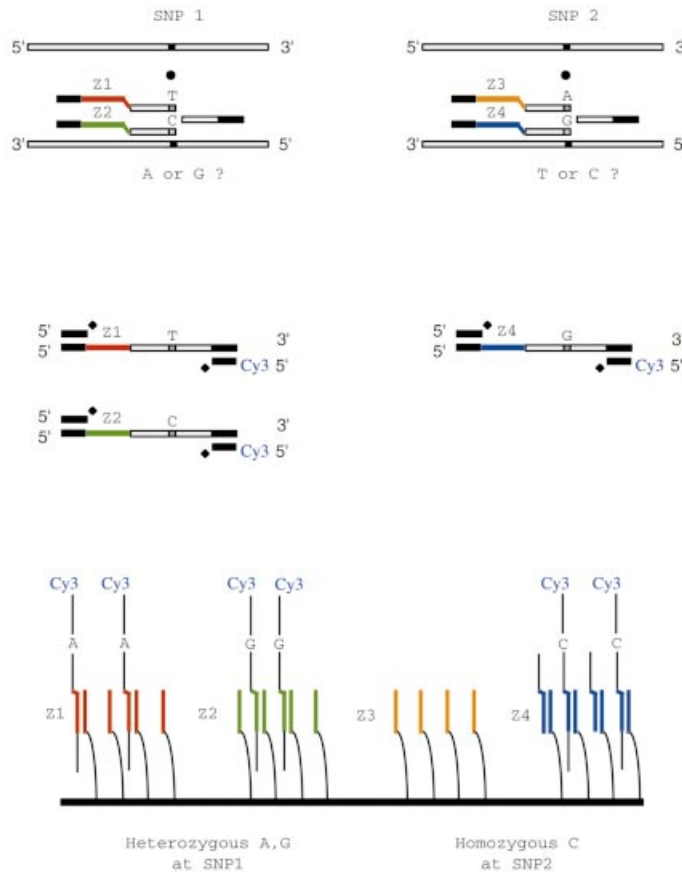 SNP 1
SNP 2
5' 3'
5' 3'
Z1
T
Z2
C
3' 5'
A or G ?
Z3
A
Z4
G
3' 5'
T or C ?
5' Z1 T 3'
5' Cy3 5'
5' Z4 G 3'
5' Cy3 5'
5' Z2 C 3'
5' Cy3 5'
Cy3 Cy3 Cy3 Cy3 Cy3 Cy3
A A G G C C
Z1 Z2 Z3 Z4
Heterozygous A,G
at SNP1
Homozygous C
at SNP2